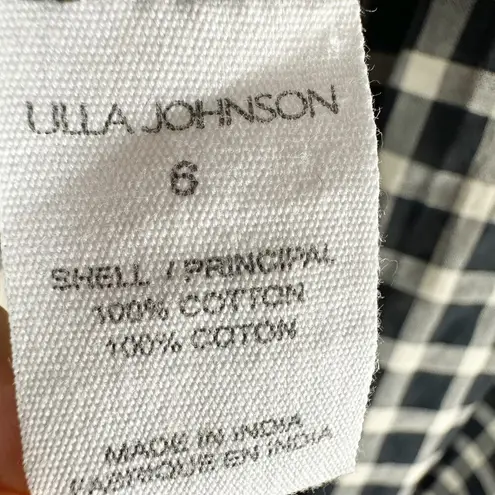 ULLA JOHNSON
6
SHELL / PRINCIPAL
100% COTTON
100% COTON
MADE IN INDIA
FABRIQUE EN INDIA